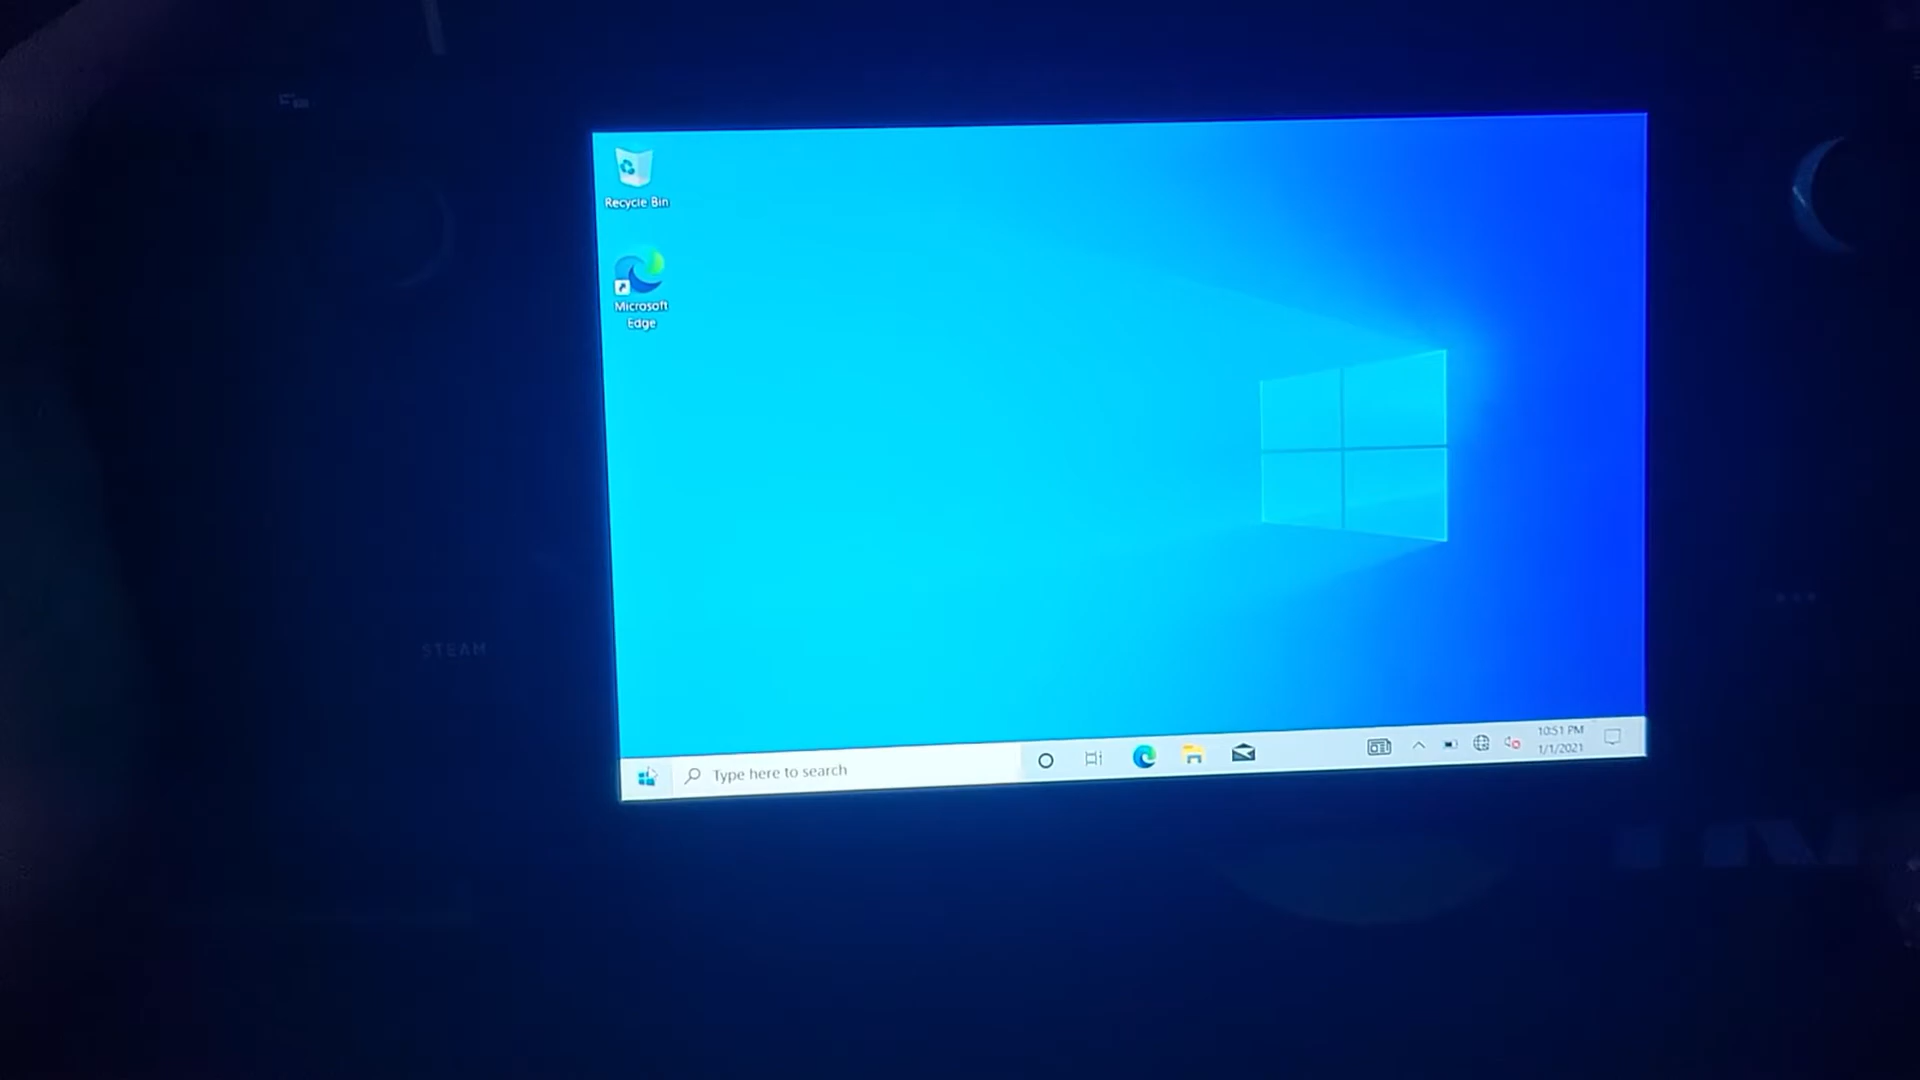 Recycle Bin
Microsoft
Edge
STEAM
Type here to search
10:51 PM
1/1/2021